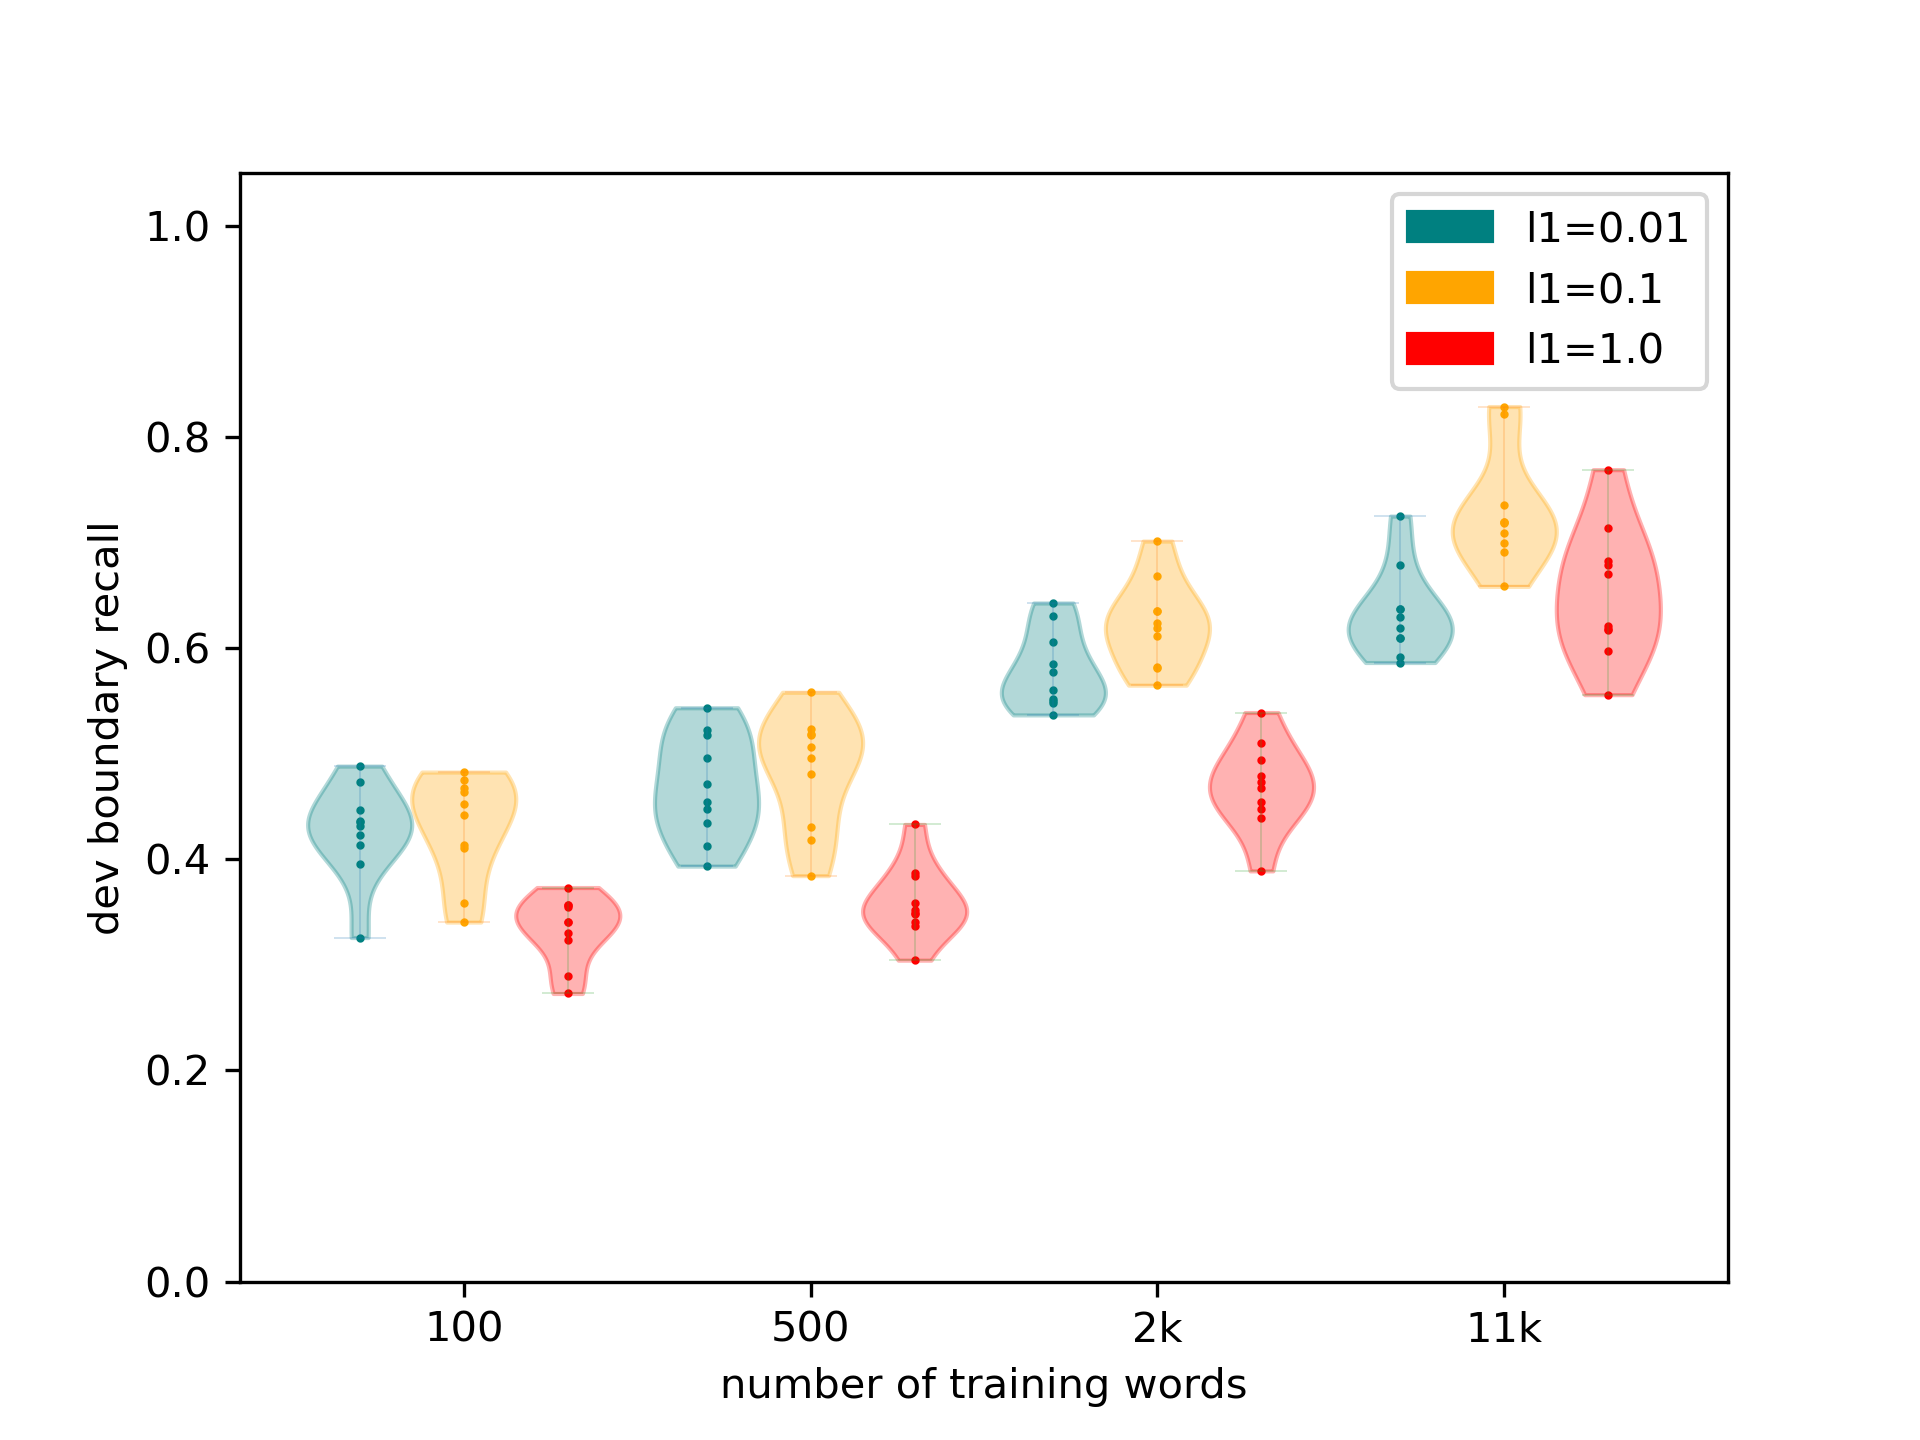 l1=0.01
l1=0.1
l1=1.0
1.0
0.8
0.6
0.4
0.2
0.0
dev boundary recall
100 500 2k 11k
number of training words